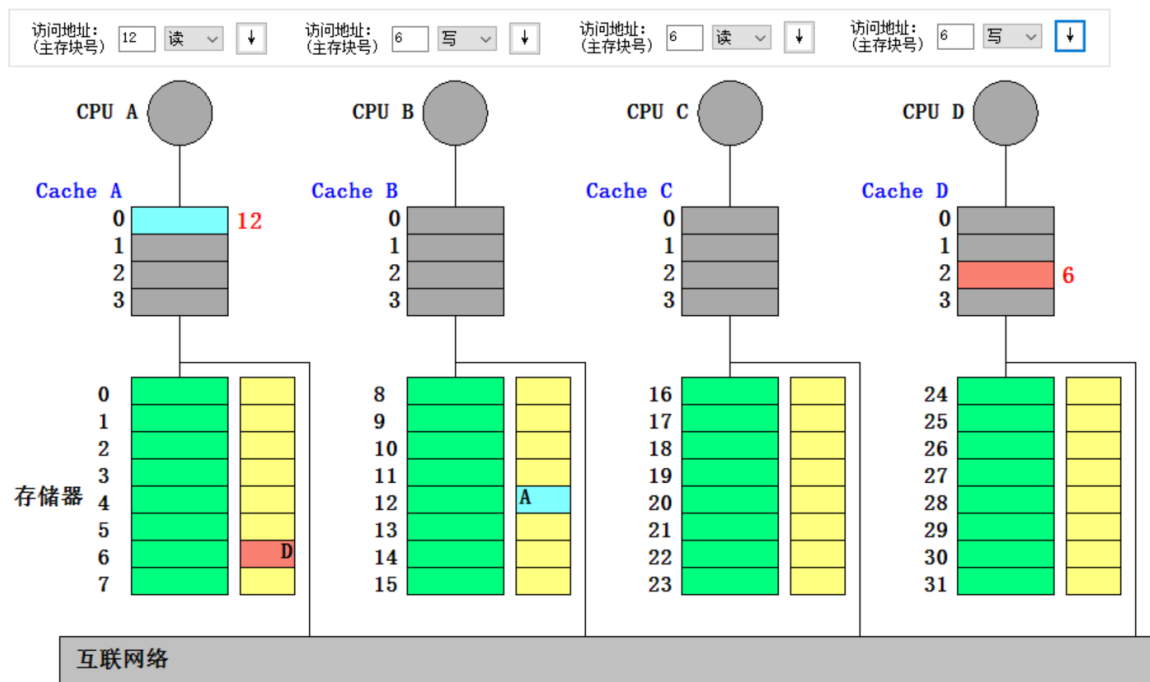 访问地址： 12 读 ↓ 访问地址： 6 写 ↓ 访问地址： 6 读 ↓ 访问地址： 6 写 ↓
(主存块号) (主存块号) (主存块号) (主存块号)
CPU A CPU B CPU C CPU D
Cache A Cache B Cache C Cache D
0 12 0 0 0
1 1 1 1
2 2 2 2 6
3 3 3 3
0 8 16 24
1 9 17 25
2 10 18 26
3 11 19 27
存储器 4 12 A 20 28
5 13 21 29
6 D 14 22 30
7 15 23 31
互联网络